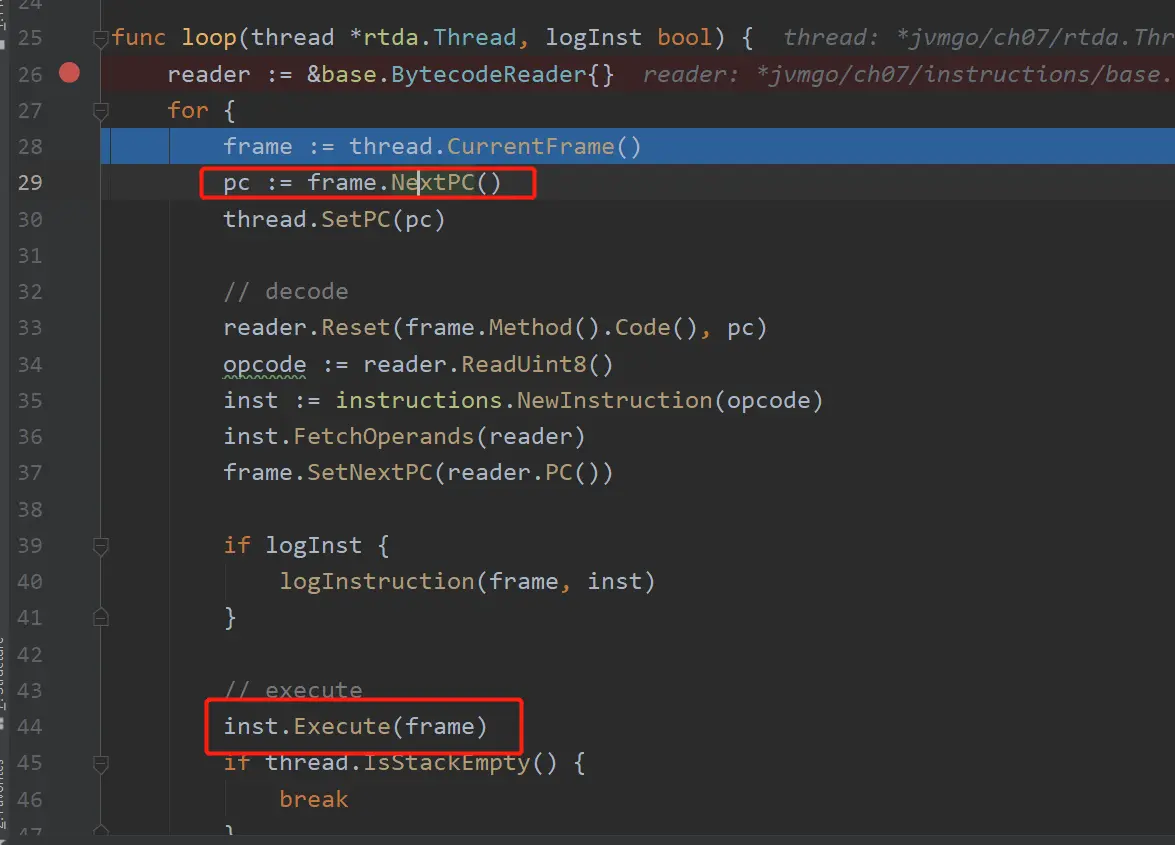 24
25 func loop(thread *rtda.Thread, logInst bool) { thread: *jvmgo/ch07/rtda.Thr
26 reader := &base.BytecodeReader{} reader: *jvmgo/ch07/instructions/base.
27 for {
28 frame := thread.CurrentFrame()
29 pc := frame.NextPC()
30 thread.SetPC(pc)
31
32 // decode
33 reader.Reset(frame.Method().Code(), pc)
34 opcode := reader.ReadUint8()
35 inst := instructions.NewInstruction(opcode)
36 inst.FetchOperands(reader)
37 frame.SetNextPC(reader.PC())
38
39 if logInst {
40 logInstruction(frame, inst)
41 }
42
43 // execute
44 inst.Execute(frame)
45 if thread.IsStackEmpty() {
46 break
47 }